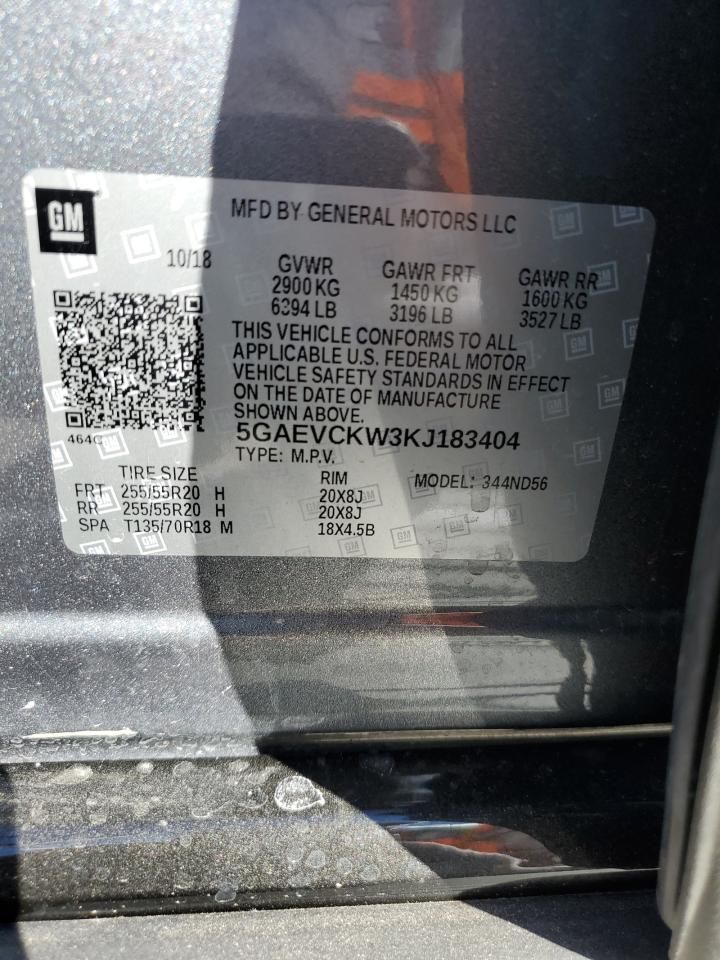 GM
MFD BY GENERAL MOTORS LLC
10/18 GVWR GAWR FRT GAWR RR
2900 KG 1450 KG 1600 KG
6394 LB 3196 LB 3527 LB
THIS VEHICLE CONFORMS TO ALL
APPLICABLE U.S. FEDERAL MOTOR
VEHICLE SAFETY STANDARDS IN EFFECT
ON THE DATE OF MANUFACTURE
SHOWN ABOVE.
464C
5GAEVCKW3KJ183404
TYPE: M.P.V.
TIRE SIZE RIM MODEL: 344ND56
FRT 255/55R20 H 20X8J
RR 255/55R20 H 20X8J
SPA T135/70R18 M 18X4.5B